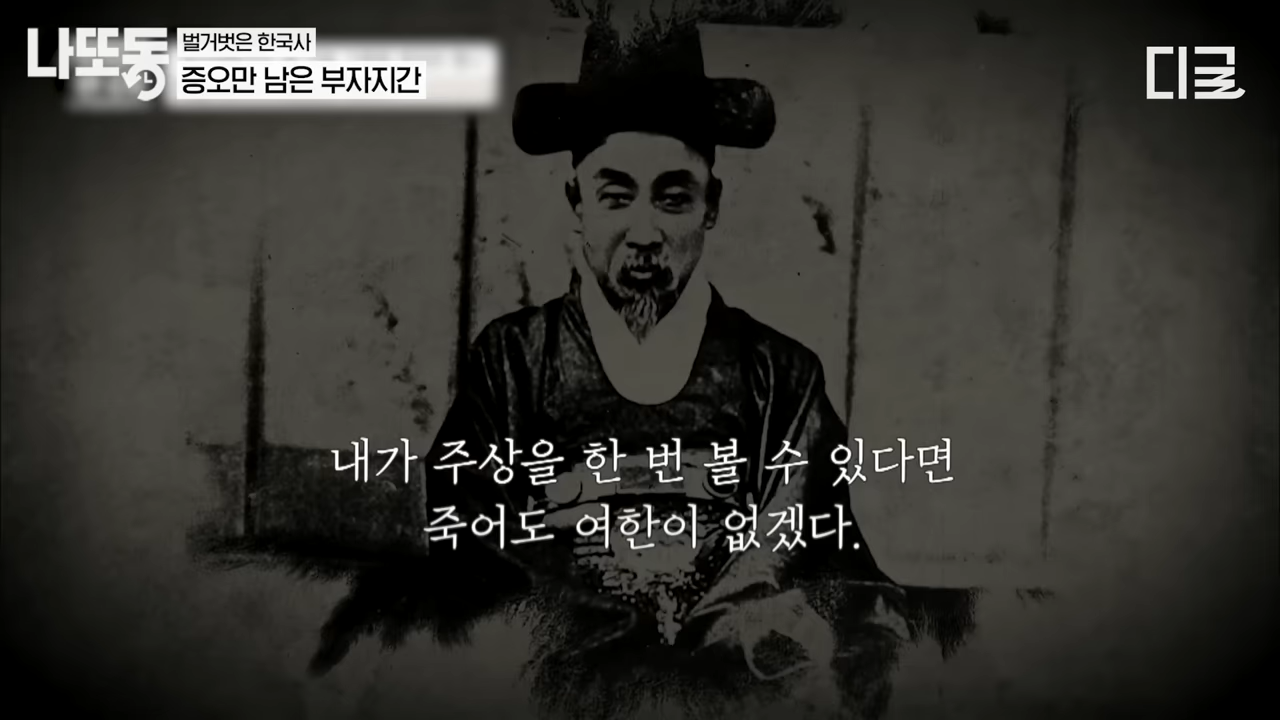 나또동
벌거벗은 한국사
증오만 남은 부자지간
디글
내가 주상을 한 번 볼 수 있다면
죽어도 여한이 없겠다.